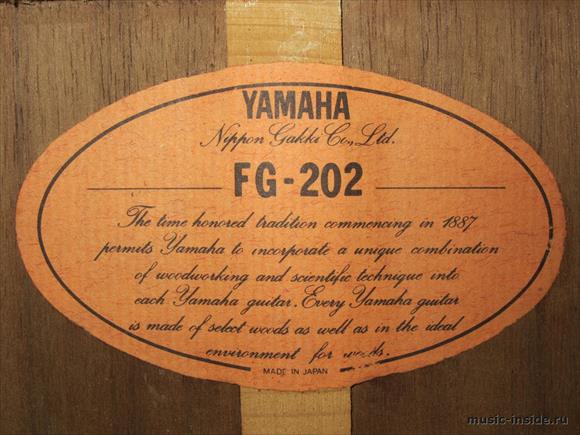 YAMAHA
Nippon Gakki Co., Ltd.
FG-202
The time honored tradition commencing in 1887
permits Yamaha to incorporate a unique combination
of woodworking and scientific technique into
each Yamaha guitar. Every Yamaha guitar
is made of select woods as well as in the ideal
environment for
MADE IN JAPAN
music-inside.ru